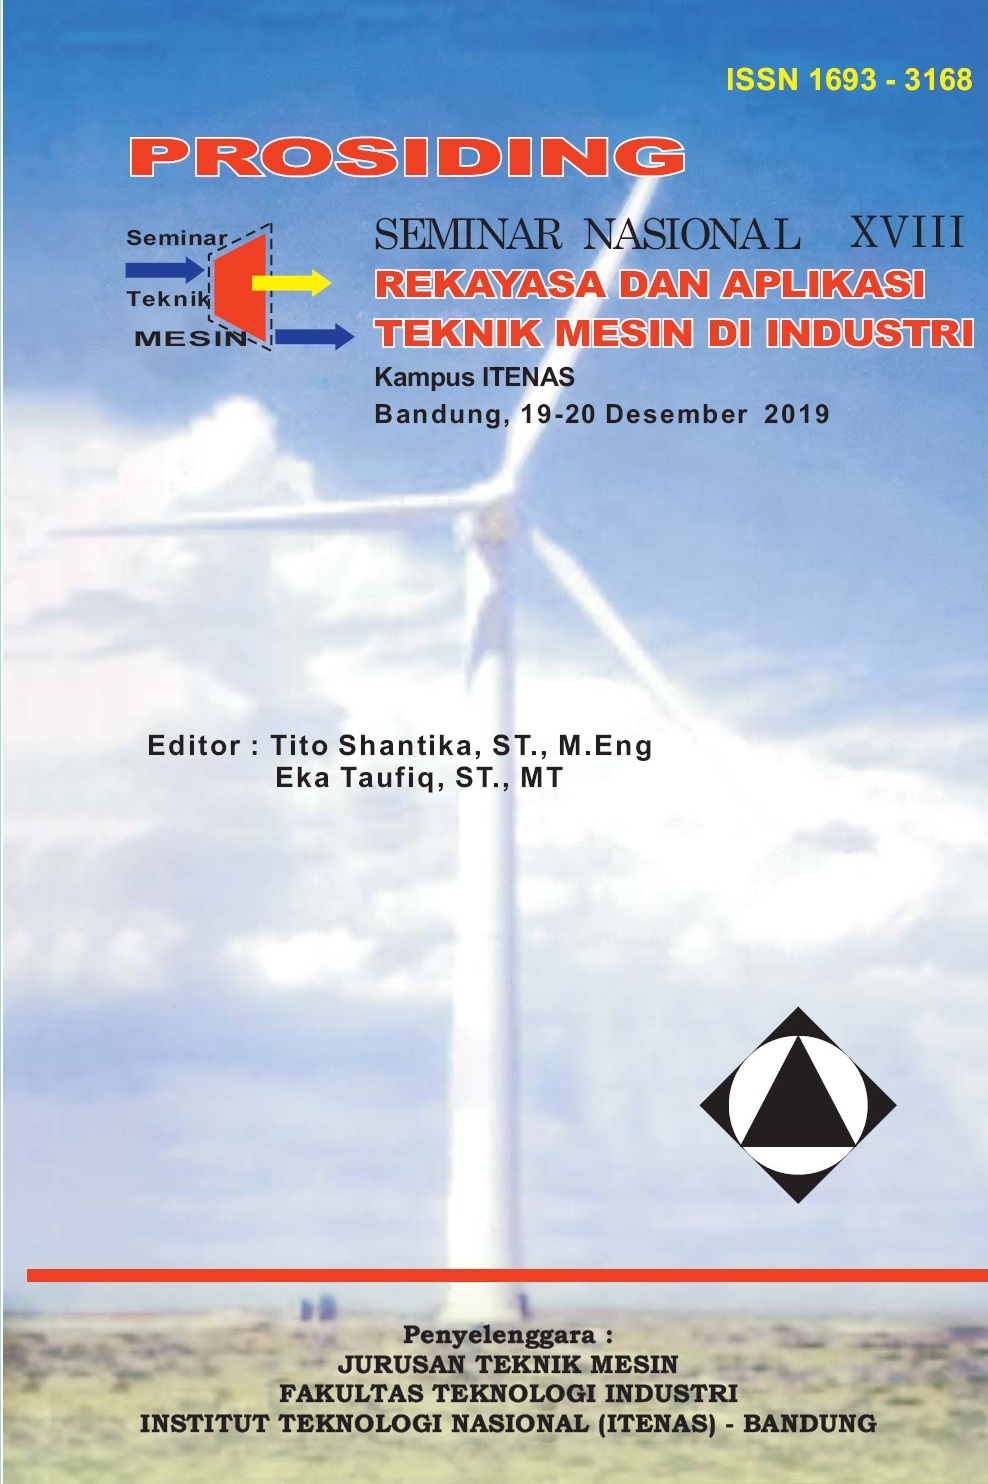 ISSN 1693 - 3168
PROSIDING
Seminar
Teknik
MESIN
SEMINAR NASIONAL XVIII
REKAYASA DAN APLIKASI
TEKNIK MESIN DI INDUSTRI
Kampus ITENAS
Bandung, 19-20 Desember 2019
Editor : Tito Shantika, ST., M.Eng
Eka Taufiq, ST., MT
Penyelenggara :
JURUSAN TEKNIK MESIN
FAKULTAS TEKNOLOGI INDUSTRI
INSTITUT TEKNOLOGI NASIONAL (ITENAS) - BANDUNG